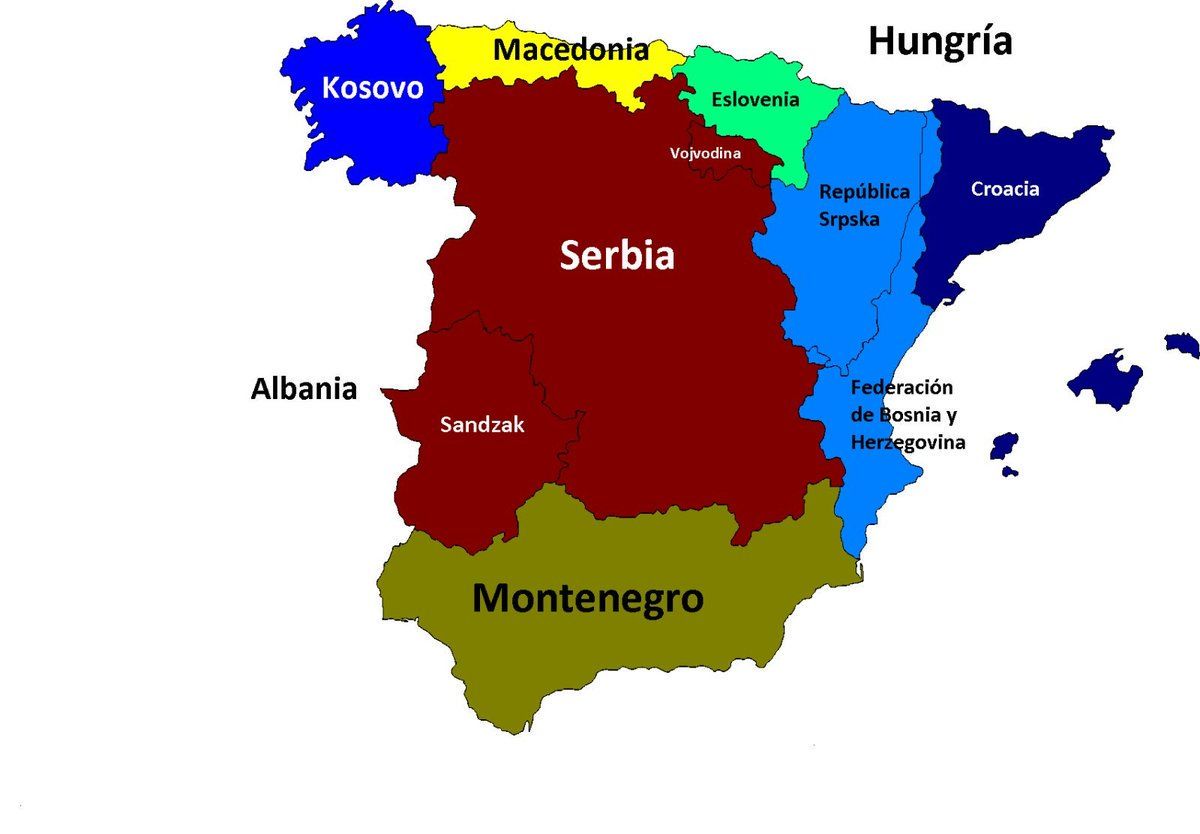 Hungría
Macedonia
Kosovo
Eslovenia
Vojvodina
República
Srpska
Croacia
Serbia
Albania
Federación
de Bosnia y
Herzegovina
Sandzak
Montenegro